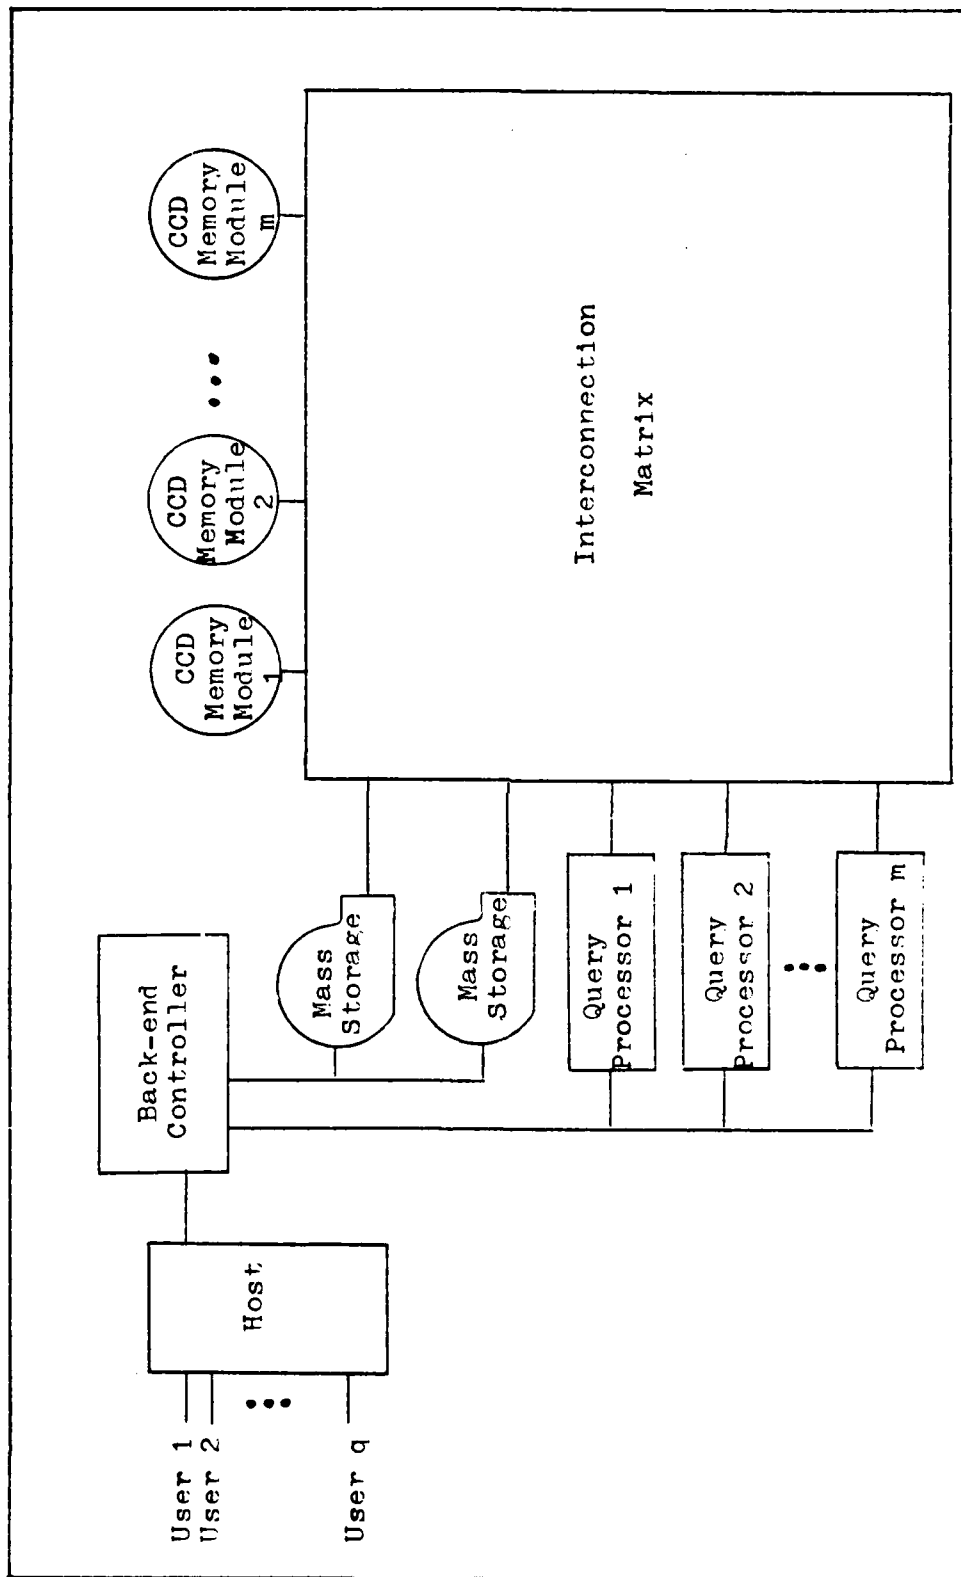 User 1
User 2
User q
Host
Back-end
Controller
Mass
Storage
Mass
Storage
Query
Processor 1
Query
Processor 2
Query
Processor m
CCD
Memory
Module
1
CCD
Memory
Module
2
CCD
Memory
Module
m
Interconnection
Matrix